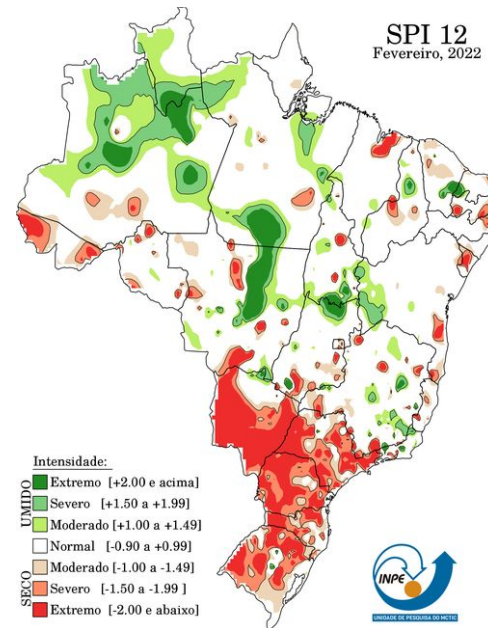 SPI 12
Fevereiro, 2022
Intensidade:
UMIDO
Extremo [+2.00 e acima]
Severo [+1.50 a +1.99]
Moderado [+1.00 a +1.49]
Normal [-0.90 a +0.99]
SECO
Moderado [-1.00 a -1.49]
Severo [-1.50 a -1.99 ]
Extremo [-2.00 e abaixo]
INPE
UNIDADE DE PESQUISA DO MCTIC